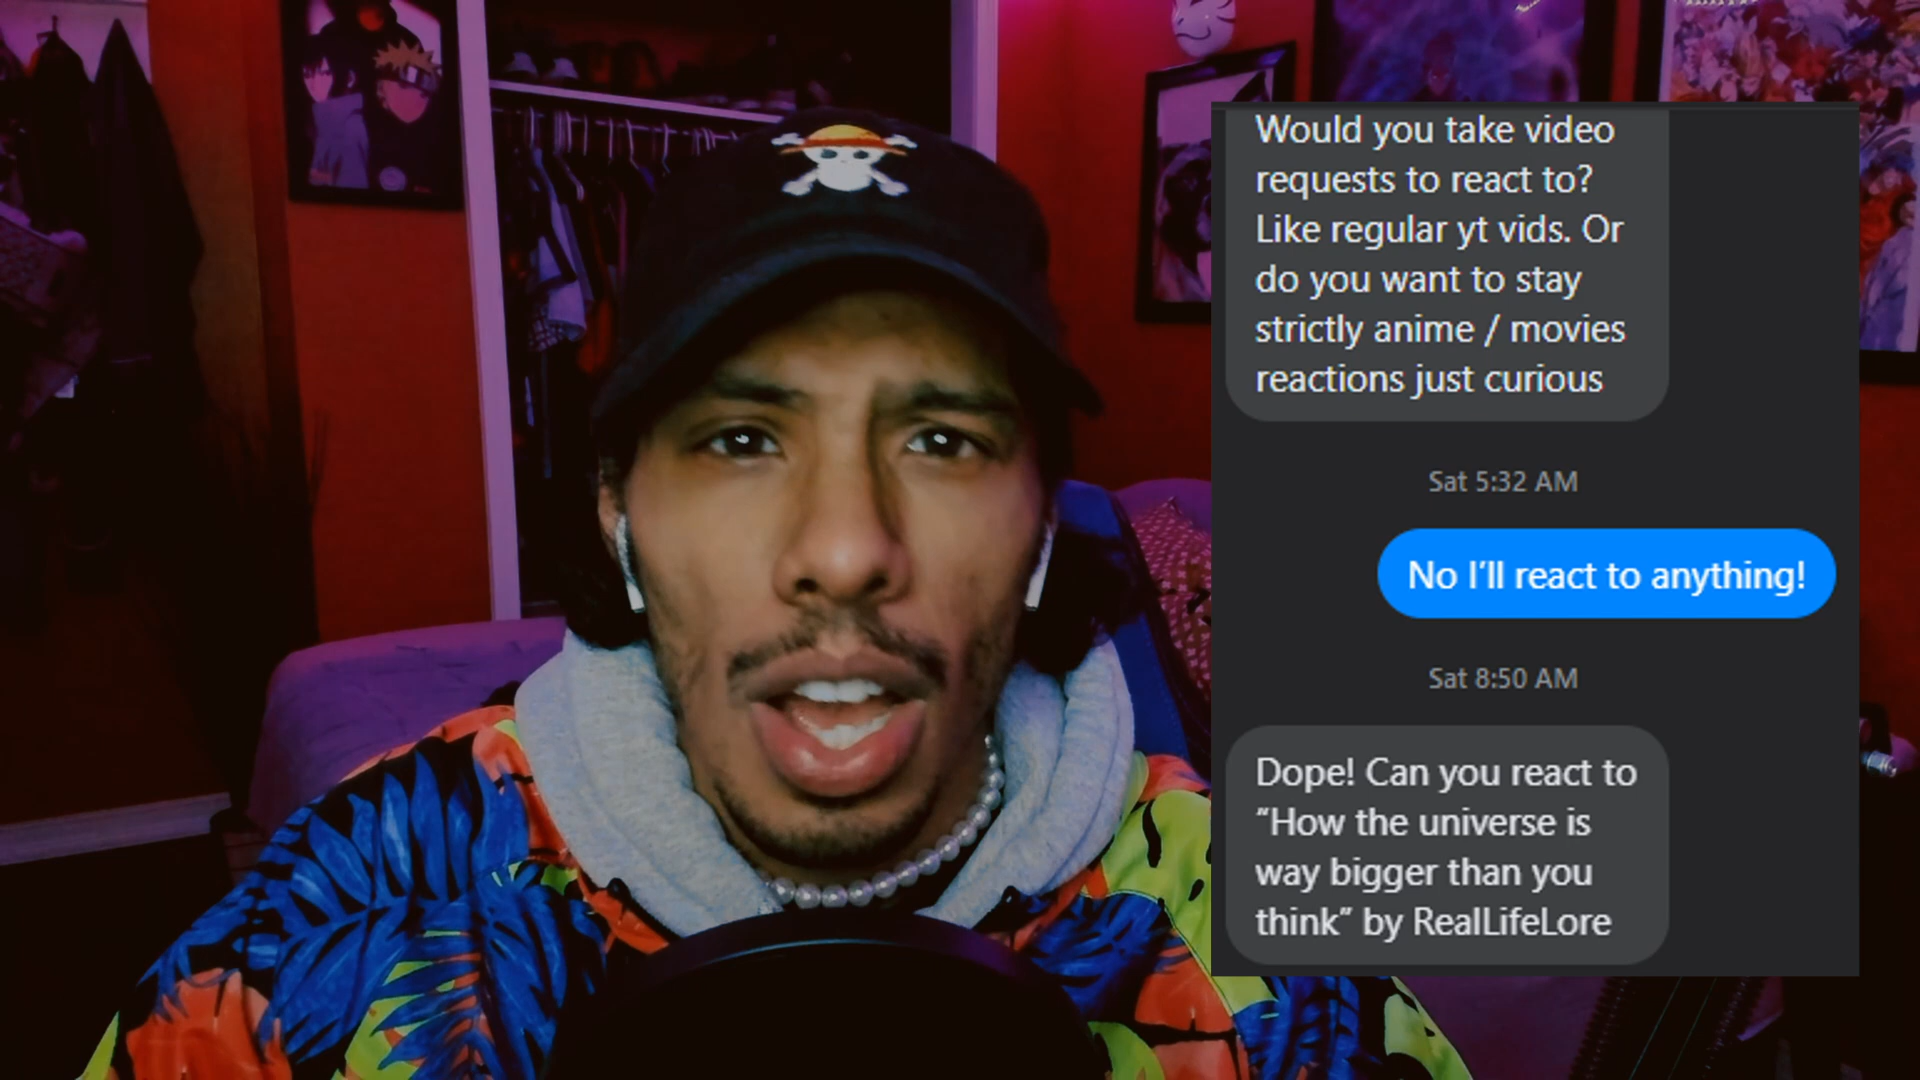 Would you take video
requests to react to?
Like regular yt vids. Or
do you want to stay
strictly anime / movies
reactions just curious
Sat 5:32 AM
No I'll react to anything!
Sat 8:50 AM
Dope! Can you react to
“How the universe is
way bigger than you
think” by RealLifeLore